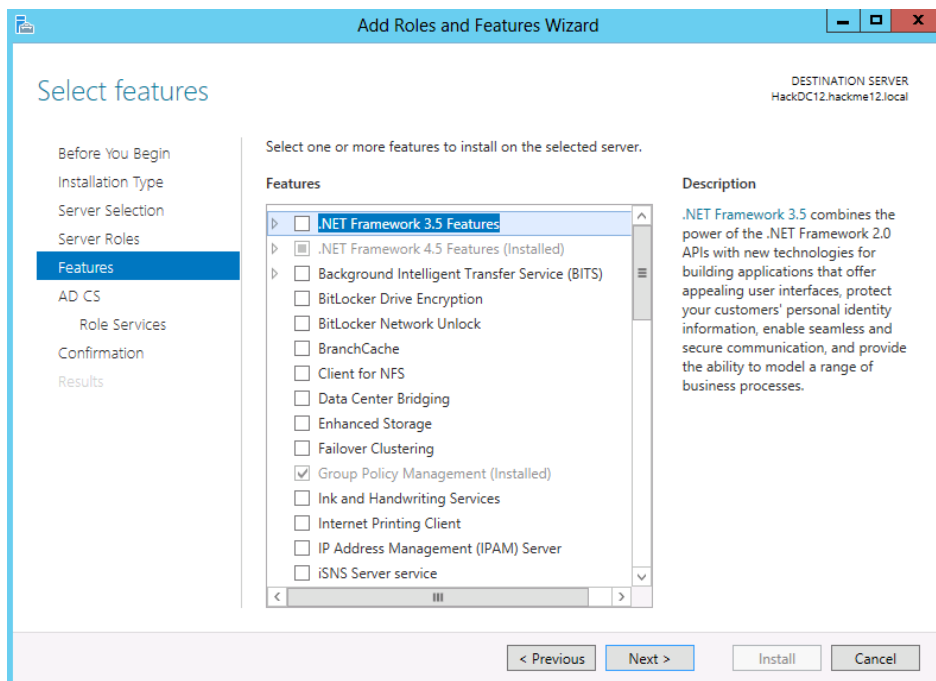 Add Roles and Features Wizard
Select features
DESTINATION SERVER
HackDC12.hackme12.local
Before You Begin
Installation Type
Server Selection
Server Roles
Features
AD CS
Role Services
Confirmation
Results
Select one or more features to install on the selected server.
Features
.NET Framework 3.5 Features
.NET Framework 4.5 Features (Installed)
Background Intelligent Transfer Service (BITS)
BitLocker Drive Encryption
BitLocker Network Unlock
BranchCache
Client for NFS
Data Center Bridging
Enhanced Storage
Failover Clustering
Group Policy Management (Installed)
Ink and Handwriting Services
Internet Printing Client
IP Address Management (IPAM) Server
iSNS Server service
Description
.NET Framework 3.5 combines the
power of the .NET Framework 2.0
APIs with new technologies for
building applications that offer
appealing user interfaces, protect
your customers' personal identity
information, enable seamless and
secure communication, and provide
the ability to model a range of
business processes.
< Previous
Next >
Install
Cancel